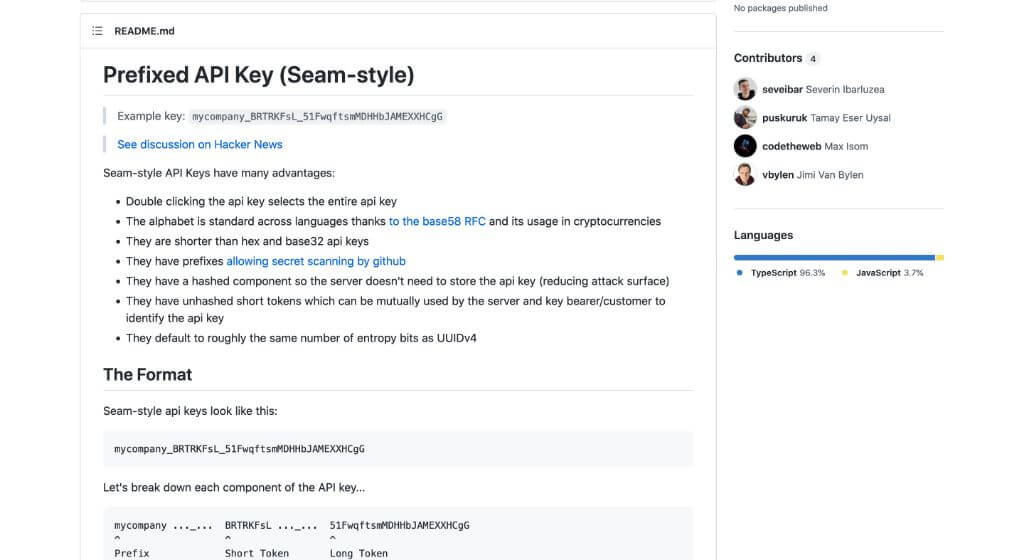 README.md
Prefixed API Key (Seam-style)
Example key: mycompany_BRTRKFsL_51FwqftsmMDHHbJAMEXXHCgG
See discussion on Hacker News
Seam-style API Keys have many advantages:
Double clicking the api key selects the entire api key
The alphabet is standard across languages thanks to the base58 RFC and its usage in cryptocurrencies
They are shorter than hex and base32 api keys
They have prefixes allowing secret scanning by github
They have a hashed component so the server doesn't need to store the api key (reducing attack surface)
They have unhashed short tokens which can be mutually used by the server and key bearer/customer to
identify the api key
They default to roughly the same number of entropy bits as UUIDv4
The Format
Seam-style api keys look like this:
mycompany_BRTRKFsL_51FwqftsmMDHHbJAMEXXHCgG
Let's break down each component of the API key...
mycompany ..._... BRTRKFsL ..._... 51FwqftsmMDHHbJAMEXXHCgG
^ ^ ^
Prefix Short Token Long Token
No packages published
Contributors 4
seveibar Severin Ibarluzea
puskuruk Tamay Eser Uysal
codetheweb Max Isom
vbylen Jimi Van Bylen
Languages
TypeScript 96.3% JavaScript 3.7%